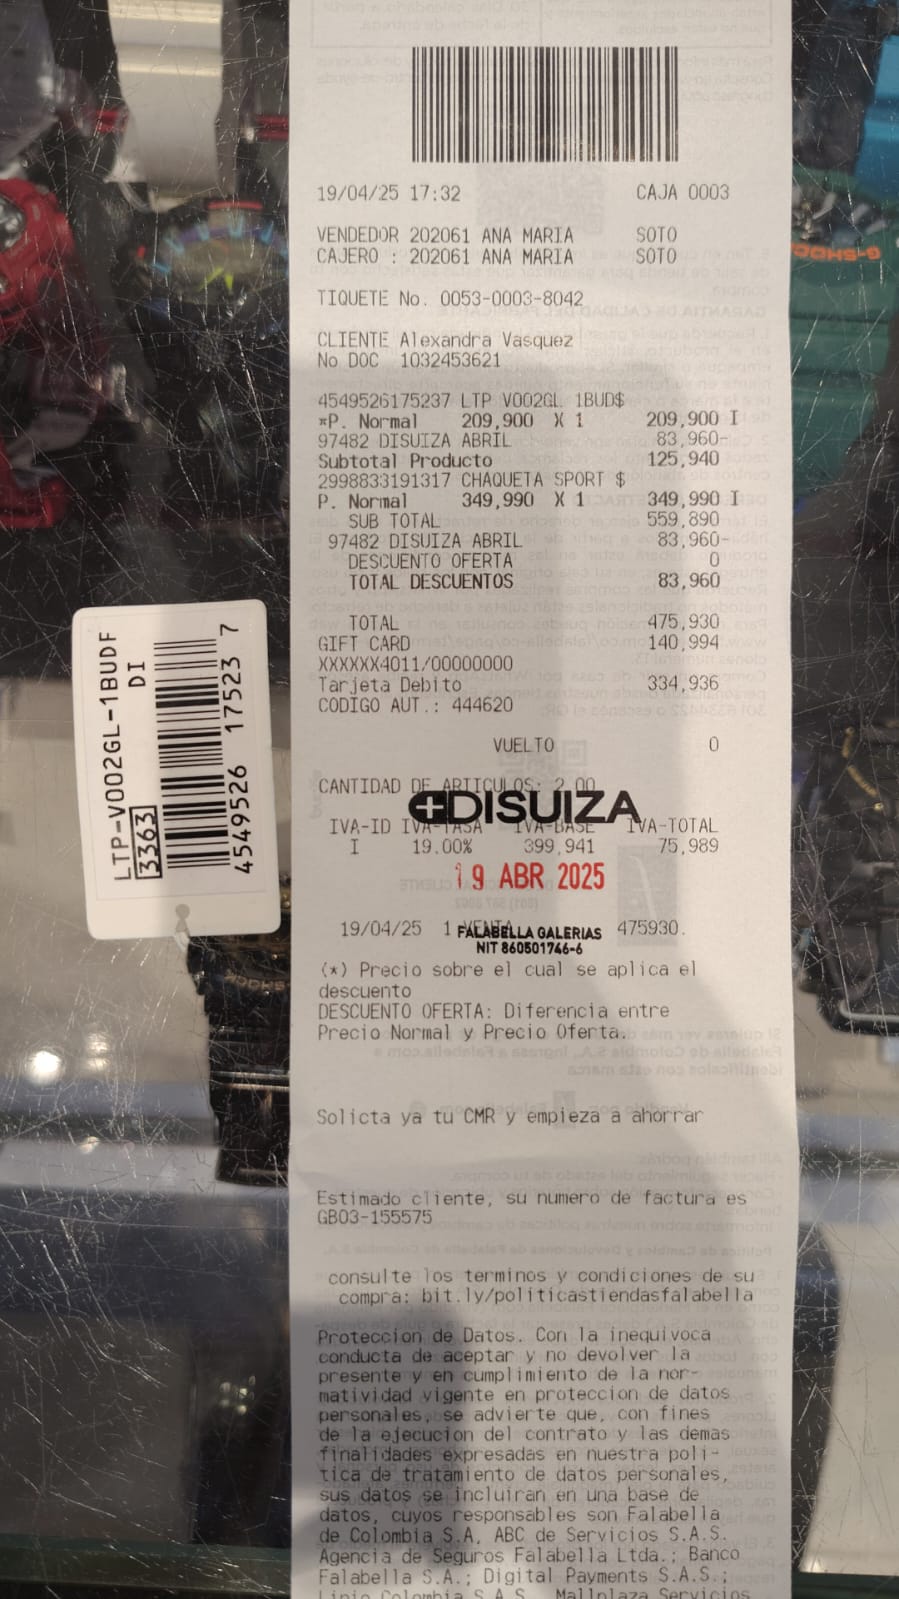 19/04/25 17:32 CAJA 0003
VENDEDOR 202061 ANA MARIA SOTO
CAJERO : 202061 ANA MARIA SOTO
TIQUETE No. 0053-0003-8042
CLIENTE Alexandra Vasquez
No DOC 1032453621
4549526175237 LTP V002GL 1BUD$
*P. Normal 209,900 X 1 209,900 I
97482 DISUIZA ABRIL 83,960-
Subtotal Producto 125,940
2998833191317 CHAQUETA SPORT $
P. Normal 349,990 X 1 349,990 I
SUB TOTAL 559,890
97482 DISUIZA ABRIL 83,960-
DESCUENTO OFERTA 0
TOTAL DESCUENTOS 83,960
TOTAL 475,930
GIFT CARD 140,994
XXXXXX4011/00000000
Tarjeta Debito 334,936
CODIGO AUT.: 444620
VUELTO 0
CANTIDAD DE ARTICULOS: 2.00
DISUIZA
IVA-ID IVA-TASA IVA-BASE IVA-TOTAL
I 19.00% 399,941 75,989
19 ABR 2025
19/04/25 1 VENTA 475930.
FALABELLA GALERIAS
NIT 860501746-6
(*) Precio sobre el cual se aplica el
descuento
DESCUENTO OFERTA: Diferencia entre
Precio Normal y Precio Oferta.
Solicta ya tu CMR y empieza a ahorrar
Estimado cliente, su numero de factura es
GB03-155575
consulte los terminos y condiciones de su
compra: bit.ly/politicastiendasfalabella
Proteccion de Datos. Con la inequivoca
conducta de aceptar y no devolver la
presente y en cumplimiento de la nor-
matividad vigente en proteccion de datos
personales, se advierte que, con fines
de la ejecucion del contrato y las demas
finalidades expresadas en nuestra poli-
tica de tratamiento de datos personales,
sus datos se incluiran en una base de
datos, cuyos responsables son Falabella
de Colombia S.A, ABC de Servicios S.A.S.
Agencia de Seguros Falabella Ltda.; Banco
Falabella S.A.; Digital Payments S.A.S.;
Colombia S.A.S. Mallplaza Servicios
LTP-V002GL-1BUDF
DI
3363
4549526 17523 7
G-SHOCK